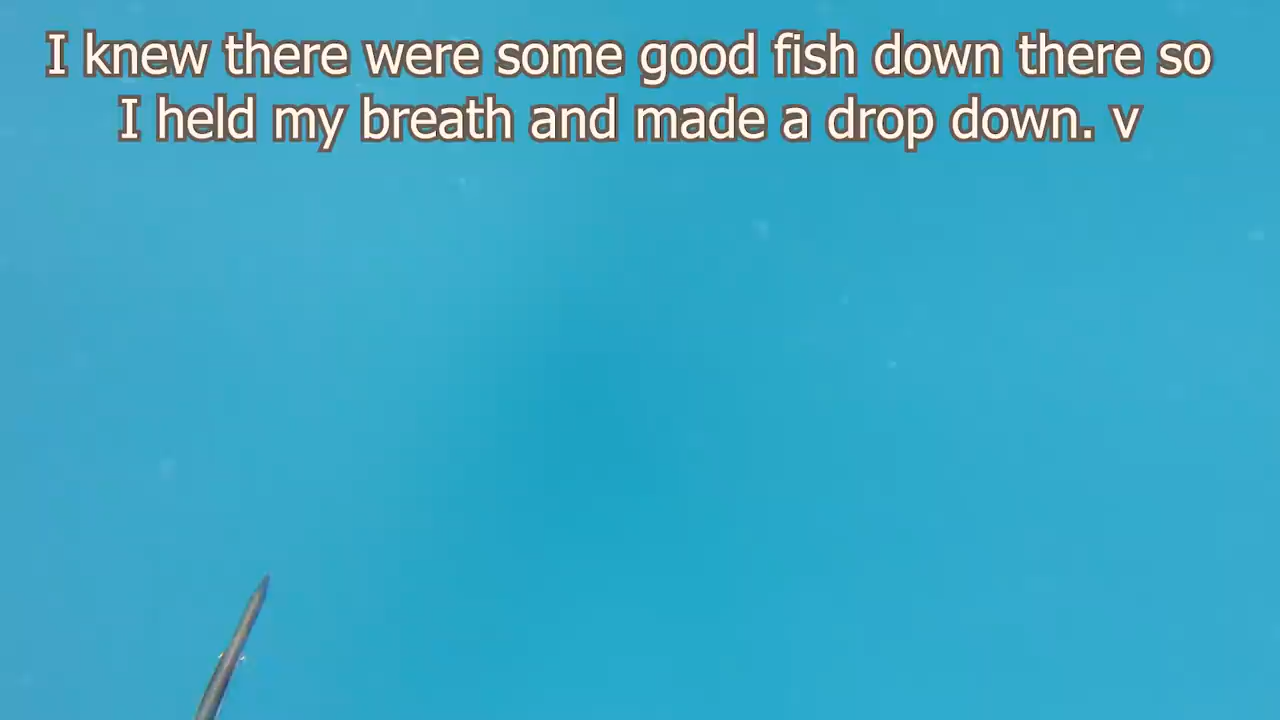 I knew there were some good fish down there so
I held my breath and made a drop down. v